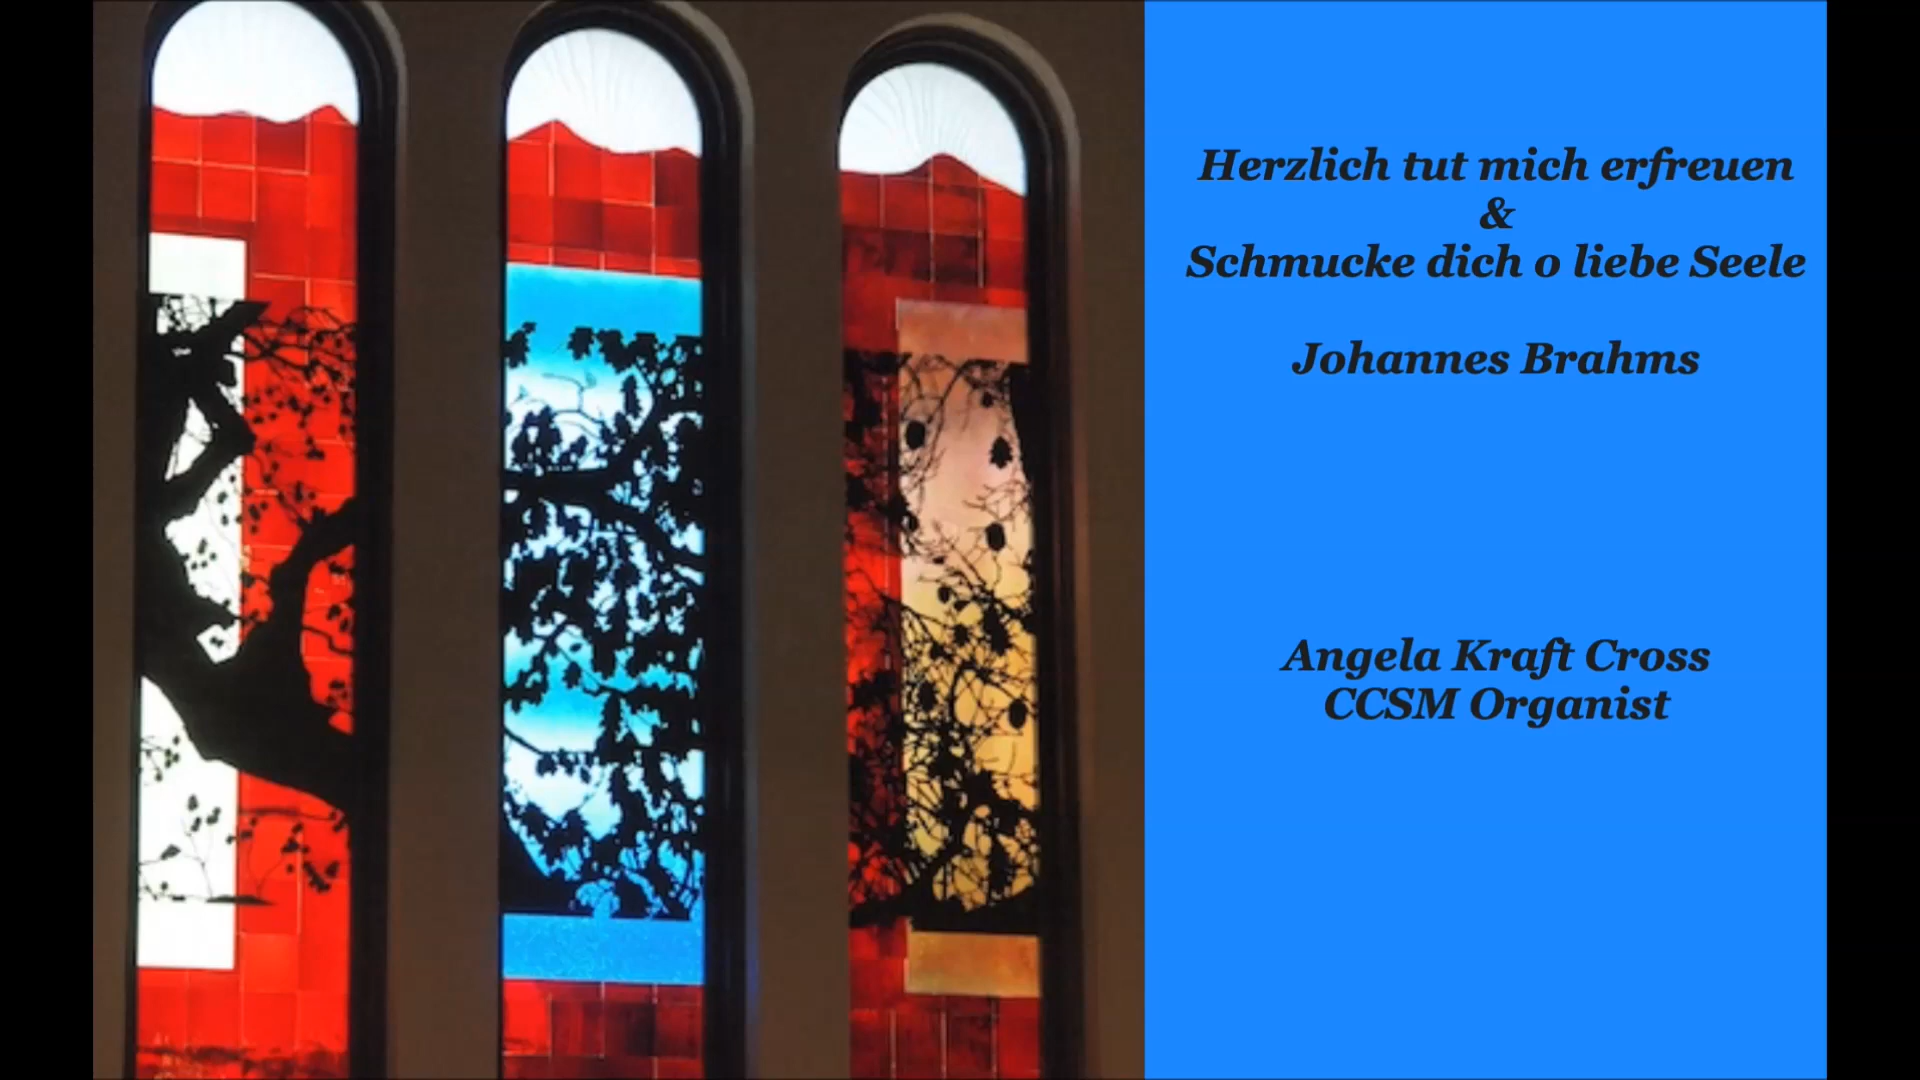 Herzlich tut mich erfreuen
&
Schmucke dich o liebe Seele
Johannes Brahms
Angela Kraft Cross
CCSM Organist